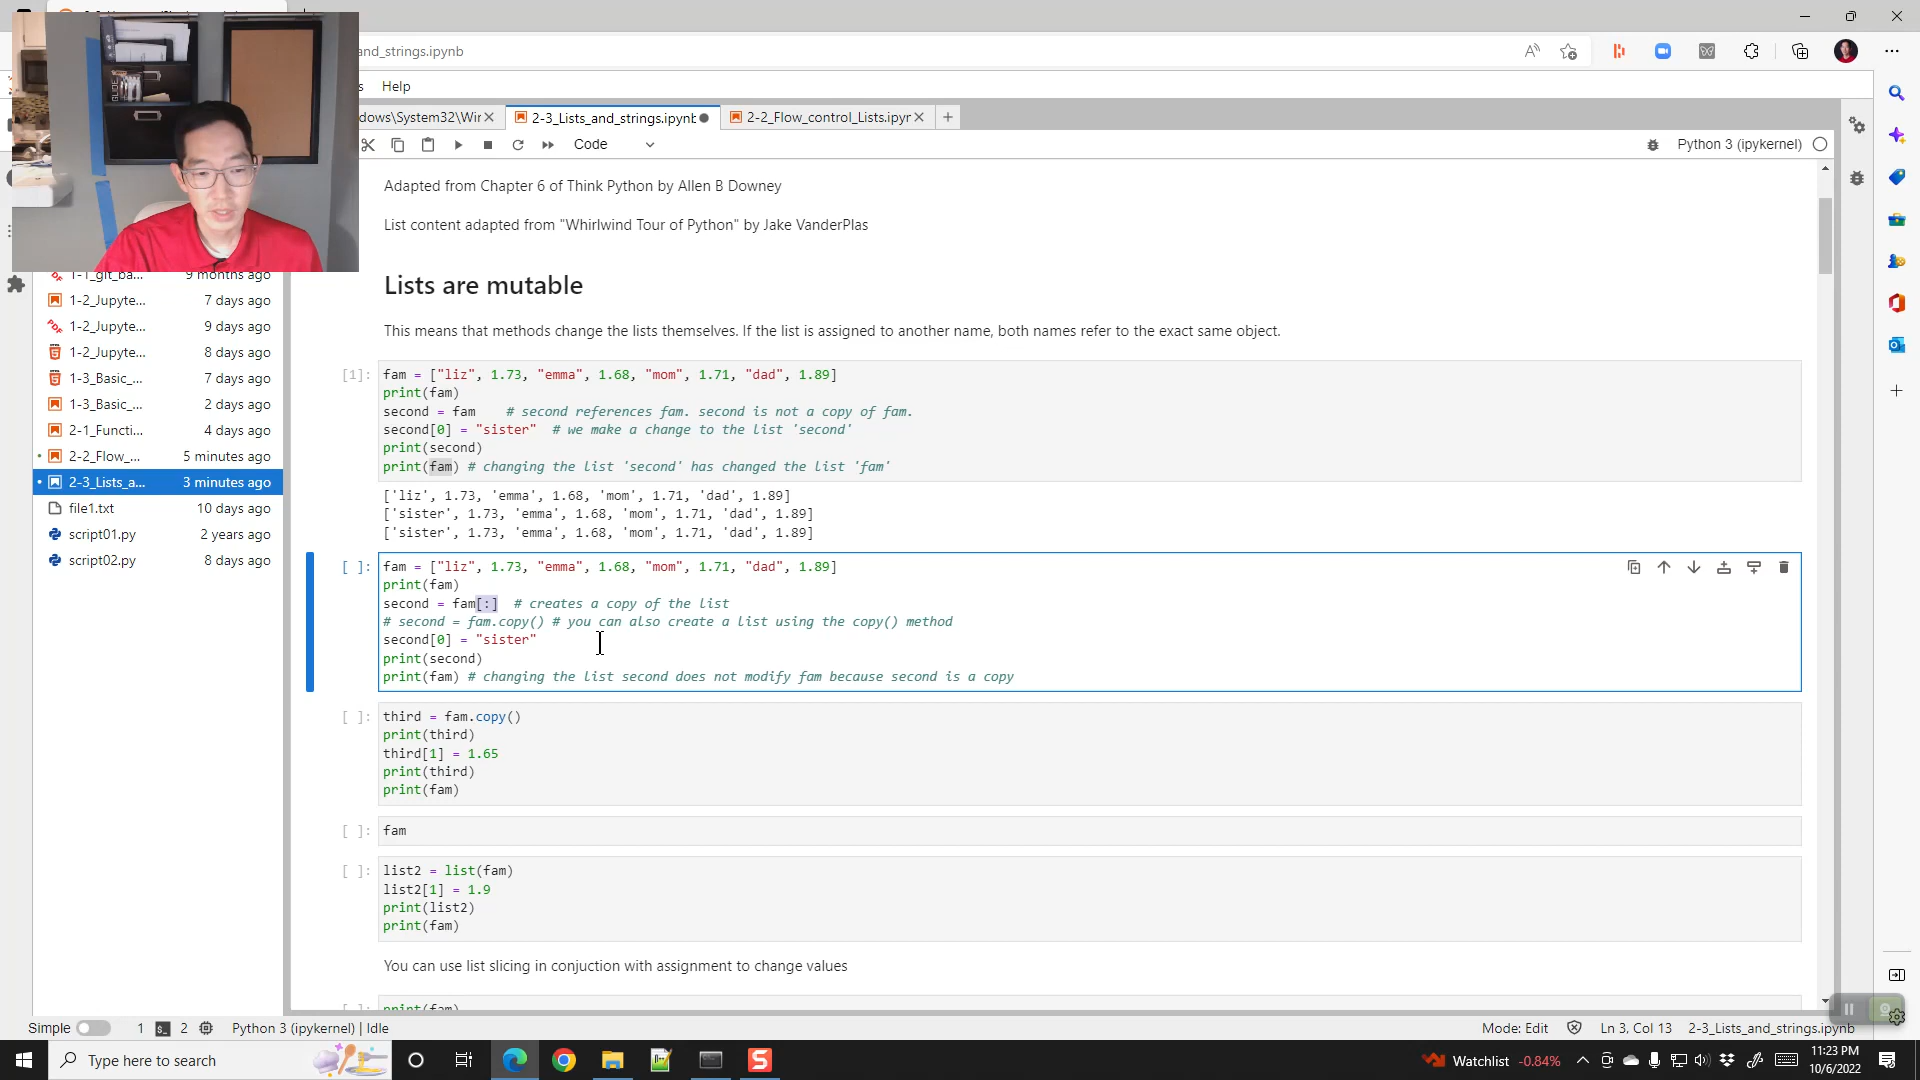 and_strings.ipynb
Help
dows\System32\Wir
2-3_Lists_and_strings.ipynb
2-2_Flow_control_Lists.ipyr
Code
Python 3 (ipykernel)
Adapted from Chapter 6 of Think Python by Allen B Downey
List content adapted from "Whirlwind Tour of Python" by Jake VanderPlas
Lists are mutable
This means that methods change the lists themselves. If the list is assigned to another name, both names refer to the exact same object.
1-1_git_ba... 9 months ago
1-2_Jupyte... 7 days ago
1-2_Jupyte... 9 days ago
1-2_Jupyte... 8 days ago
1-3_Basic_... 7 days ago
1-3_Basic_... 2 days ago
2-1_Functi... 4 days ago
2-2_Flow_... 5 minutes ago
2-3_Lists_a... 3 minutes ago
file1.txt 10 days ago
script01.py 2 years ago
script02.py 8 days ago
[1]: fam = ["liz", 1.73, "emma", 1.68, "mom", 1.71, "dad", 1.89]
print(fam)
second = fam    # second references fam. second is not a copy of fam.
second[0] = "sister"  # we make a change to the list 'second'
print(second)
print(fam) # changing the list 'second' has changed the list 'fam'
['liz', 1.73, 'emma', 1.68, 'mom', 1.71, 'dad', 1.89]
['sister', 1.73, 'emma', 1.68, 'mom', 1.71, 'dad', 1.89]
['sister', 1.73, 'emma', 1.68, 'mom', 1.71, 'dad', 1.89]
[ ]: fam = ["liz", 1.73, "emma", 1.68, "mom", 1.71, "dad", 1.89]
print(fam)
second = fam[:]  # creates a copy of the list
# second = fam.copy() # you can also create a list using the copy() method
second[0] = "sister"
print(second)
print(fam) # changing the list second does not modify fam because second is a copy
[ ]: third = fam.copy()
print(third)
third[1] = 1.65
print(third)
print(fam)
[ ]: fam
[ ]: list2 = list(fam)
list2[1] = 1.9
print(list2)
print(fam)
You can use list slicing in conjuction with assignment to change values
[ ]: print(fam)
Simple 1 2 Python 3 (ipykernel) | Idle
Mode: Edit Ln 3, Col 13 2-3_Lists_and_strings.ipynb
Type here to search
Watchlist -0.84%
11:23 PM
10/6/2022